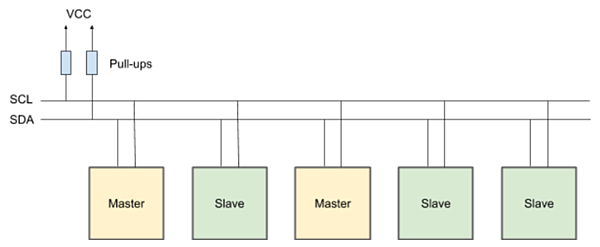 VCC
Pull-ups
SCL
SDA
Master
Slave
Master
Slave
Slave